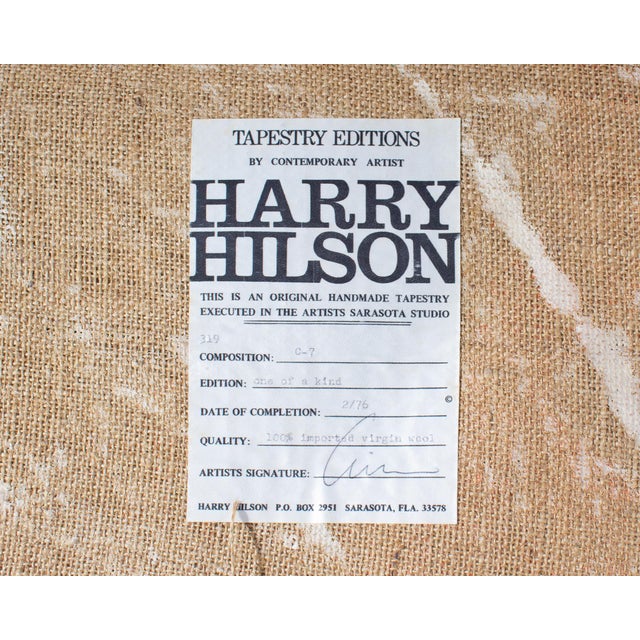 TAPESTRY EDITIONS
BY CONTEMPORARY ARTIST
HARRY
HILSON
THIS IS AN ORIGINAL HANDMADE TAPESTRY
EXECUTED IN THE ARTISTS SARASOTA STUDIO
319
COMPOSITION: C-7
EDITION: one of a kind
DATE OF COMPLETION: 2/76
©
QUALITY: 100% imported virgin wool
ARTISTS SIGNATURE:
HARRY HILSON P.O. BOX 2951 SARASOTA, FLA. 33578